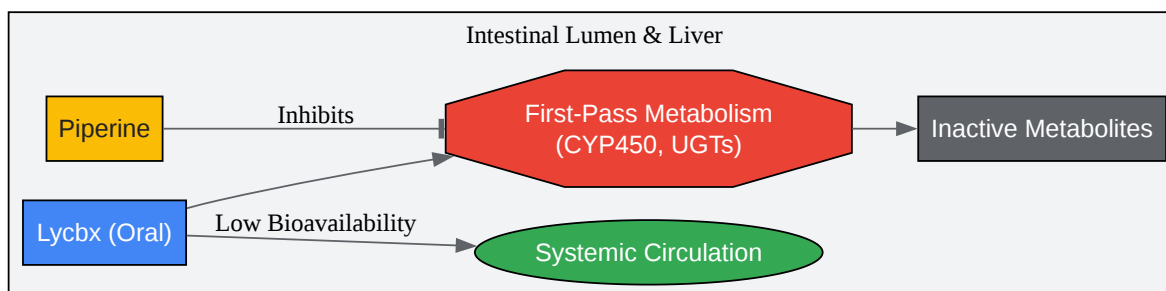 Intestinal Lumen & Liver
Piperine
Inhibits
First-Pass Metabolism
(CYP450, UGTs)
Inactive Metabolites
Lycbx (Oral)
Low Bioavailability
Systemic Circulation